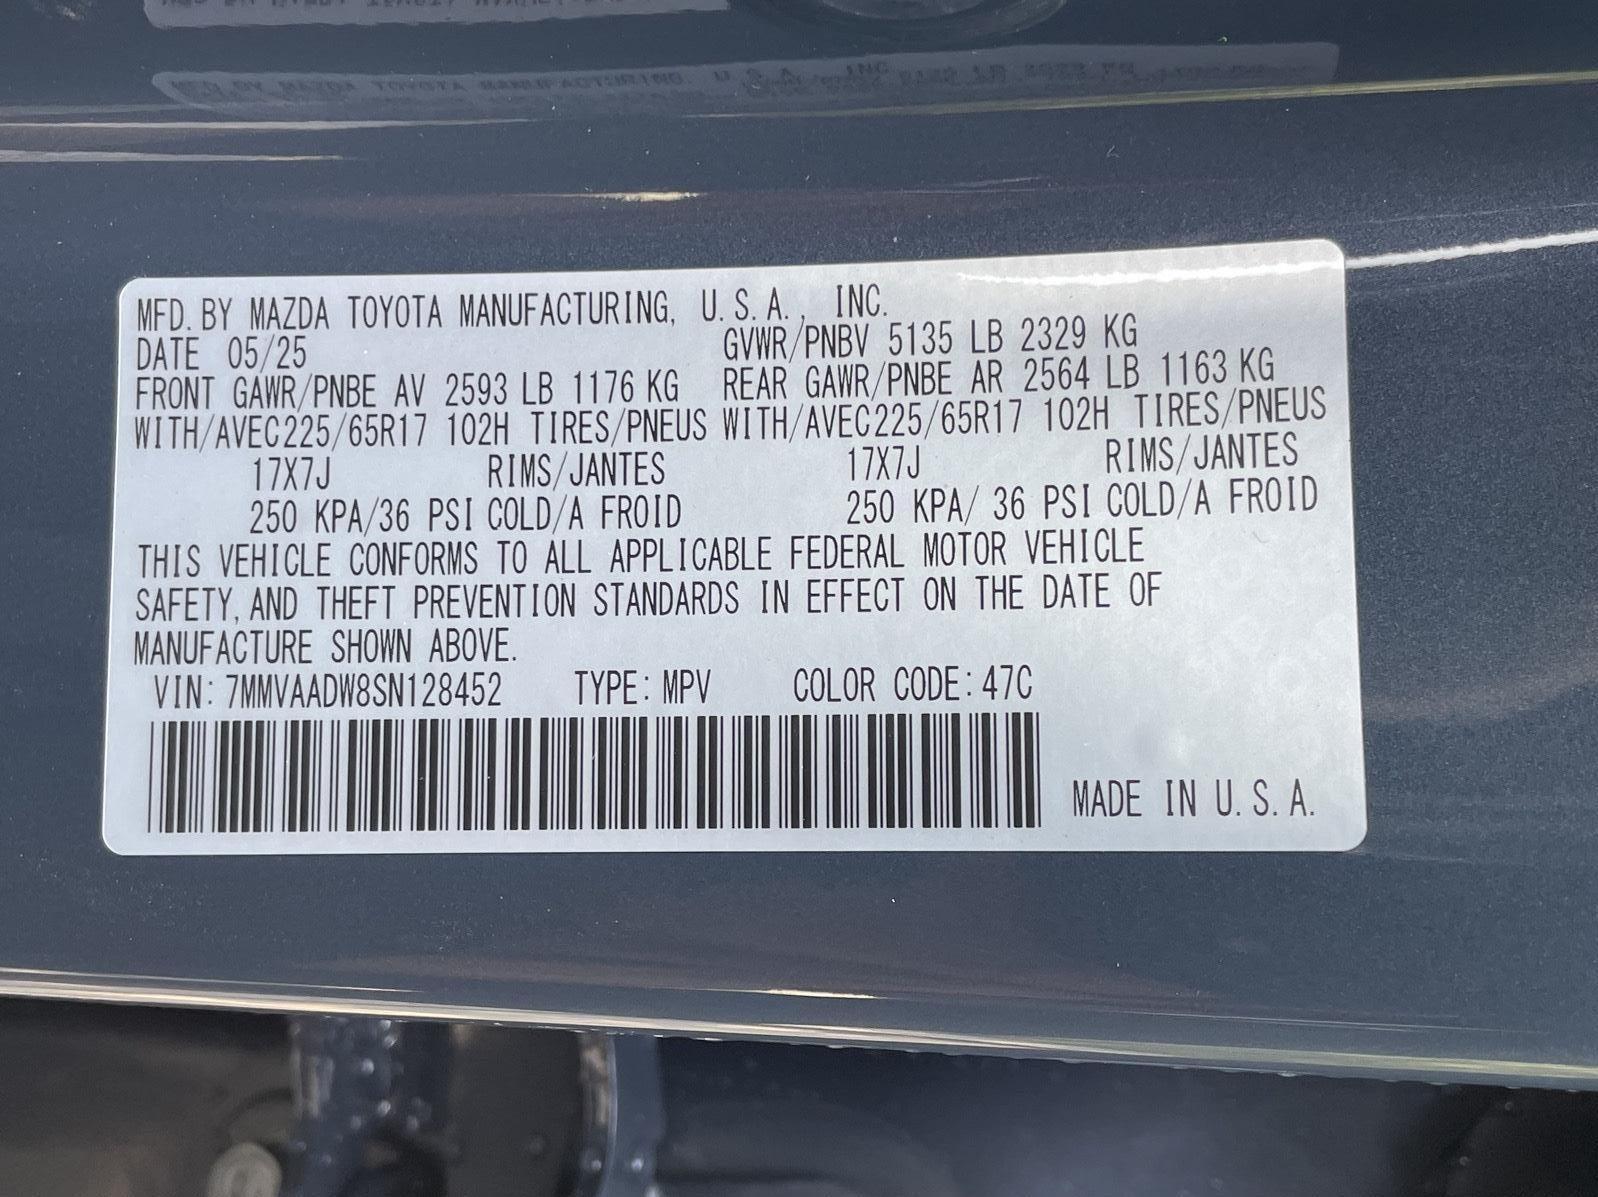 MFD. BY MAZDA TOYOTA MANUFACTURING, U.S.A., INC.
DATE 05/25 GVWR/PNBV 5135 LB 2329 KG
FRONT GAWR/PNBE AV 2593 LB 1176 KG REAR GAWR/PNBE AR 2564 LB 1163 KG
WITH/AVEC225/65R17 102H TIRES/PNEUS WITH/AVEC225/65R17 102H TIRES/PNEUS
17X7J RIMS/JANTES 17X7J RIMS/JANTES
250 KPA/36 PSI COLD/A FROID 250 KPA/ 36 PSI COLD/A FROID
THIS VEHICLE CONFORMS TO ALL APPLICABLE FEDERAL MOTOR VEHICLE
SAFETY, AND THEFT PREVENTION STANDARDS IN EFFECT ON THE DATE OF
MANUFACTURE SHOWN ABOVE.
VIN: 7MMVAADW8SN128452 TYPE: MPV COLOR CODE: 47C
MADE IN U.S.A.